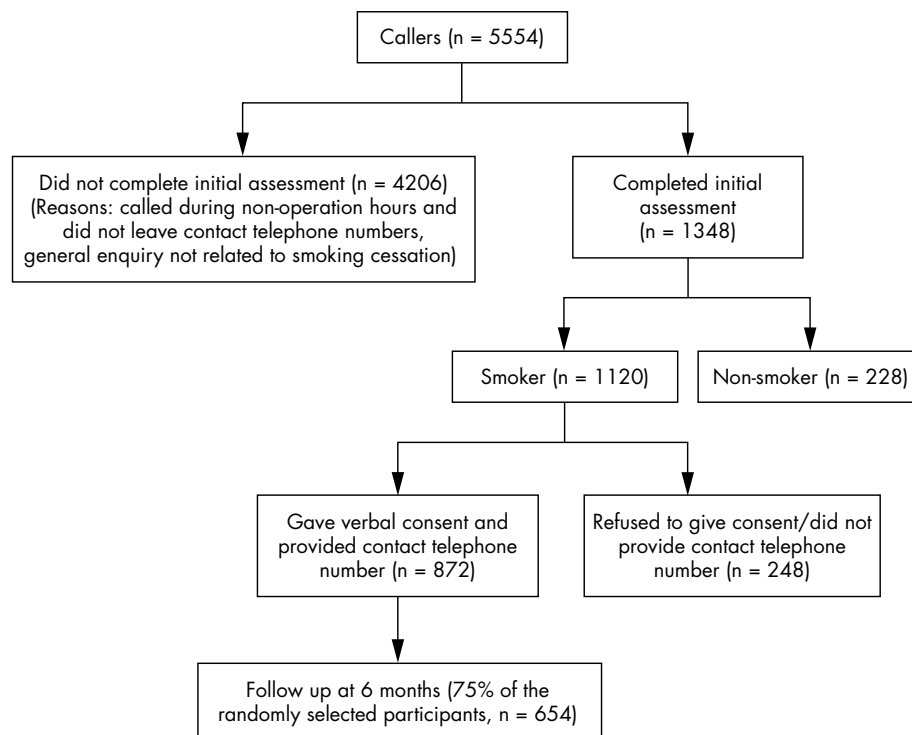 Callers (n = 5554)
Did not complete initial assessment (n = 4206)
(Reasons: called during non-operation hours and
did not leave contact telephone numbers,
general enquiry not related to smoking cessation)
Completed initial
assessment
(n = 1348)
Smoker (n = 1120)
Non-smoker (n = 228)
Gave verbal consent and
provided contact telephone
number (n = 872)
Refused to give consent/did not
provide contact telephone
number (n = 248)
Follow up at 6 months (75% of the
randomly selected participants, n = 654)